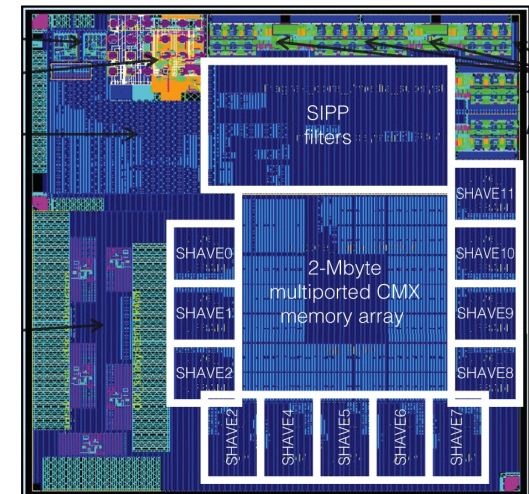 SIPP
filters
SHAVE11
SHAVE0
2-Mbyte
multiported CMX
memory array
SHAVE10
SHAVE1
SHAVE9
SHAVE2
SHAVE8
SHAVE2
SHAVE4
SHAVE5
SHAVE6
SHAVE7